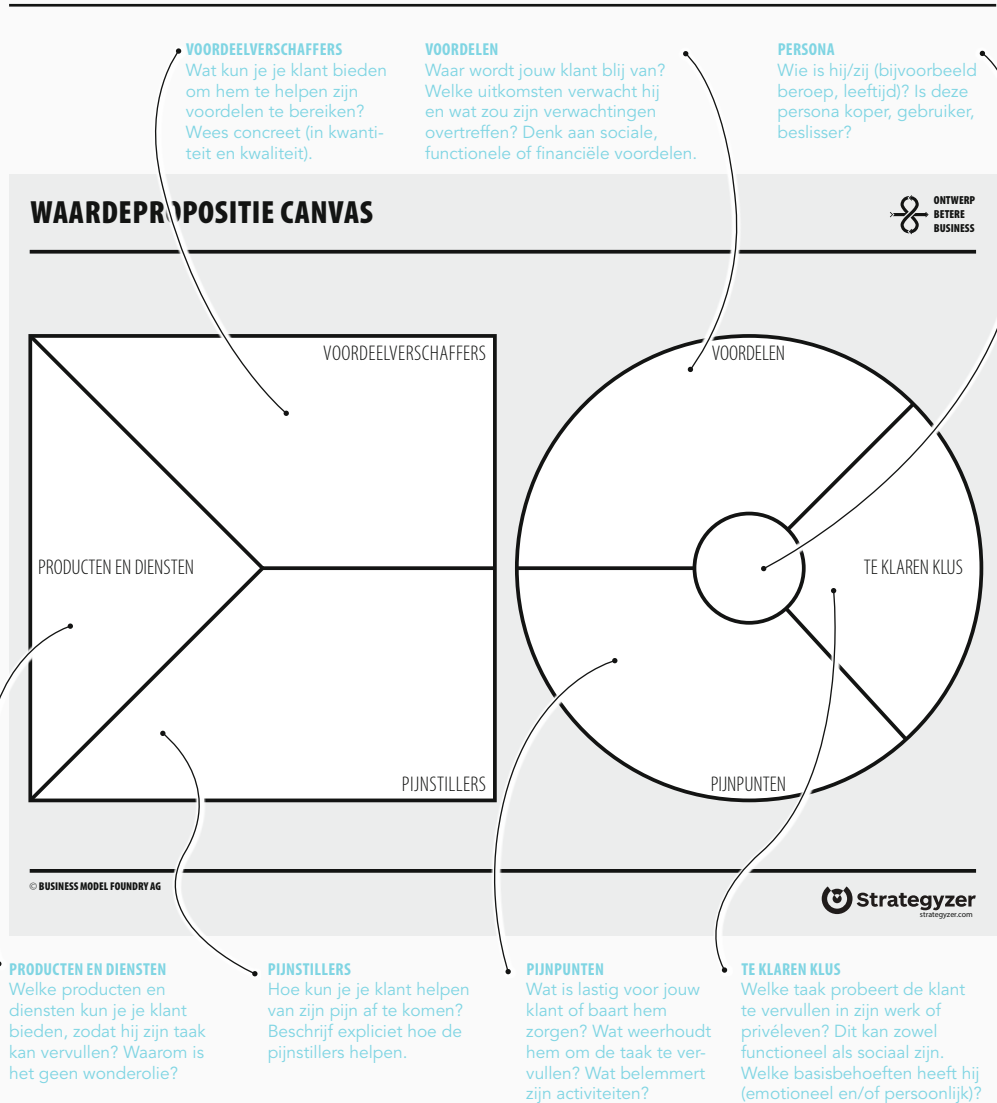 VOORDEELVERSCHAFFERS
Wat kun je je klant bieden
om hem te helpen zijn
voordelen te bereiken?
Wees concreet (in kwanti-
teit en kwaliteit).
VOORDELEN
Waar wordt jouw klant blij van?
Welke uitkomsten verwacht hij
en wat zou zijn verwachtingen
overtreffen? Denk aan sociale,
functionele of financiële voordelen.
PERSONA
Wie is hij/zij (bijvoorbeeld
beroep, leeftijd)? Is deze
persona koper, gebruiker,
beslisser?
WAARDEPROPOSITIE CANVAS
ONTWERP
BETERE
BUSINESS
VOORDEELVERSCHAFFERS
PRODUCTEN EN DIENSTEN
PIJNSTILLERS
VOORDELEN
TE KLAREN KLUS
PIJNPUNTEN
© BUSINESS MODEL FOUNDRY AG
Strategyzer
strategyzer.com
PRODUCTEN EN DIENSTEN
Welke producten en
diensten kun je je klant
bieden, zodat hij zijn taak
kan vervullen? Waarom is
het geen wonderolie?
PIJNSTILLERS
Hoe kun je je klant helpen
van zijn pijn af te komen?
Beschrijf expliciet hoe de
pijnstillers helpen.
PIJNPUNTEN
Wat is lastig voor jouw
klant of baart hem
zorgen? Wat weerhoudt
hem om de taak te ver-
vullen? Wat belemmert
zijn activiteiten?
TE KLAREN KLUS
Welke taak probeert de klant
te vervullen in zijn werk of
privéleven? Dit kan zowel
functioneel als sociaal zijn.
Welke basisbehoeften heeft hij
(emotioneel en/of persoonlijk)?